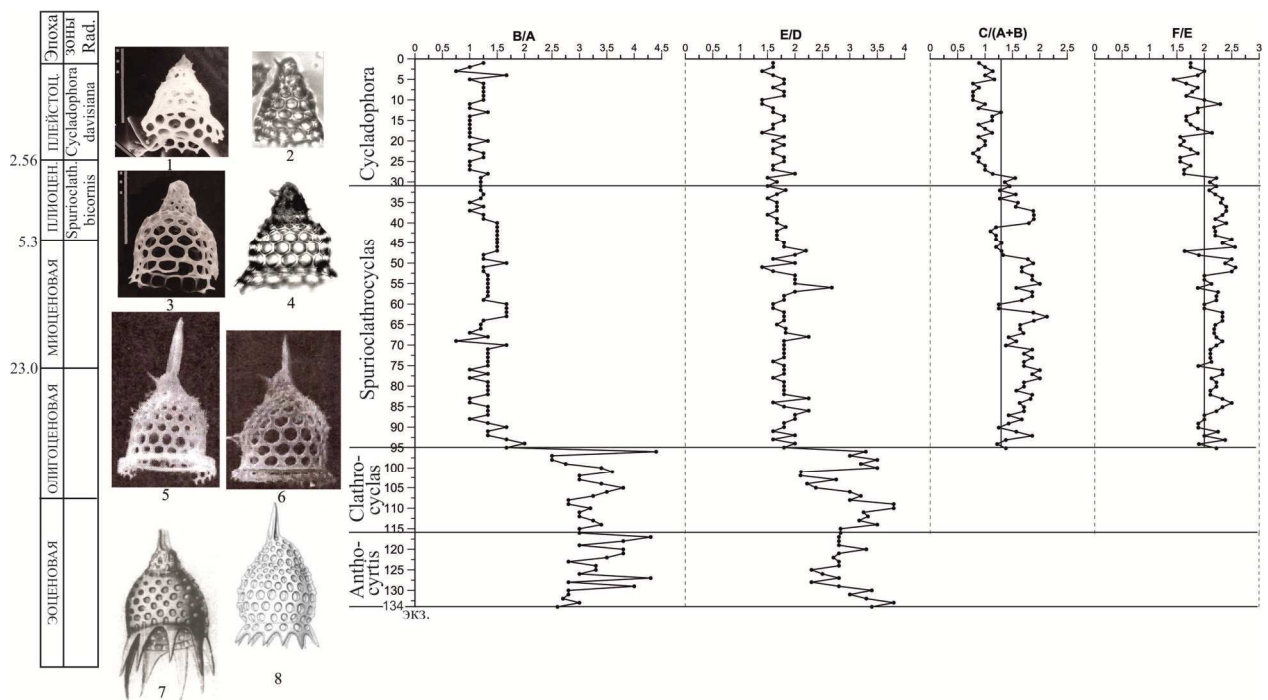 Эпоха
зоны
Rad.
ПЛЕЙСТОЦ.
Cycladophora
davisiana
2.56
ПЛИОЦЕН.
Spurioclath.
bicornis
5.3
МИОЦЕНОВАЯ
23.0
ОЛИГОЦЕНОВАЯ
ЭОЦЕНОВАЯ
1
2
3
4
5
6
7
8
B/A
0 0.5 1 1.5 2 2.5 3 3.5 4 4.5
E/D
0 0.5 1 1.5 2 2.5 3 3.5 4
C/(A+B)
0 0.5 1 1.5 2 2.5
F/E
0 0.5 1 1.5 2 2.5 3
Cycladophora
Spurioclathrocyclas
Clathro-
cyclas
Antho-
cyrtis
0
5
10
15
20
25
30
35
40
45
50
55
60
65
70
75
80
85
90
95
100
105
110
115
120
125
130
134
экз.